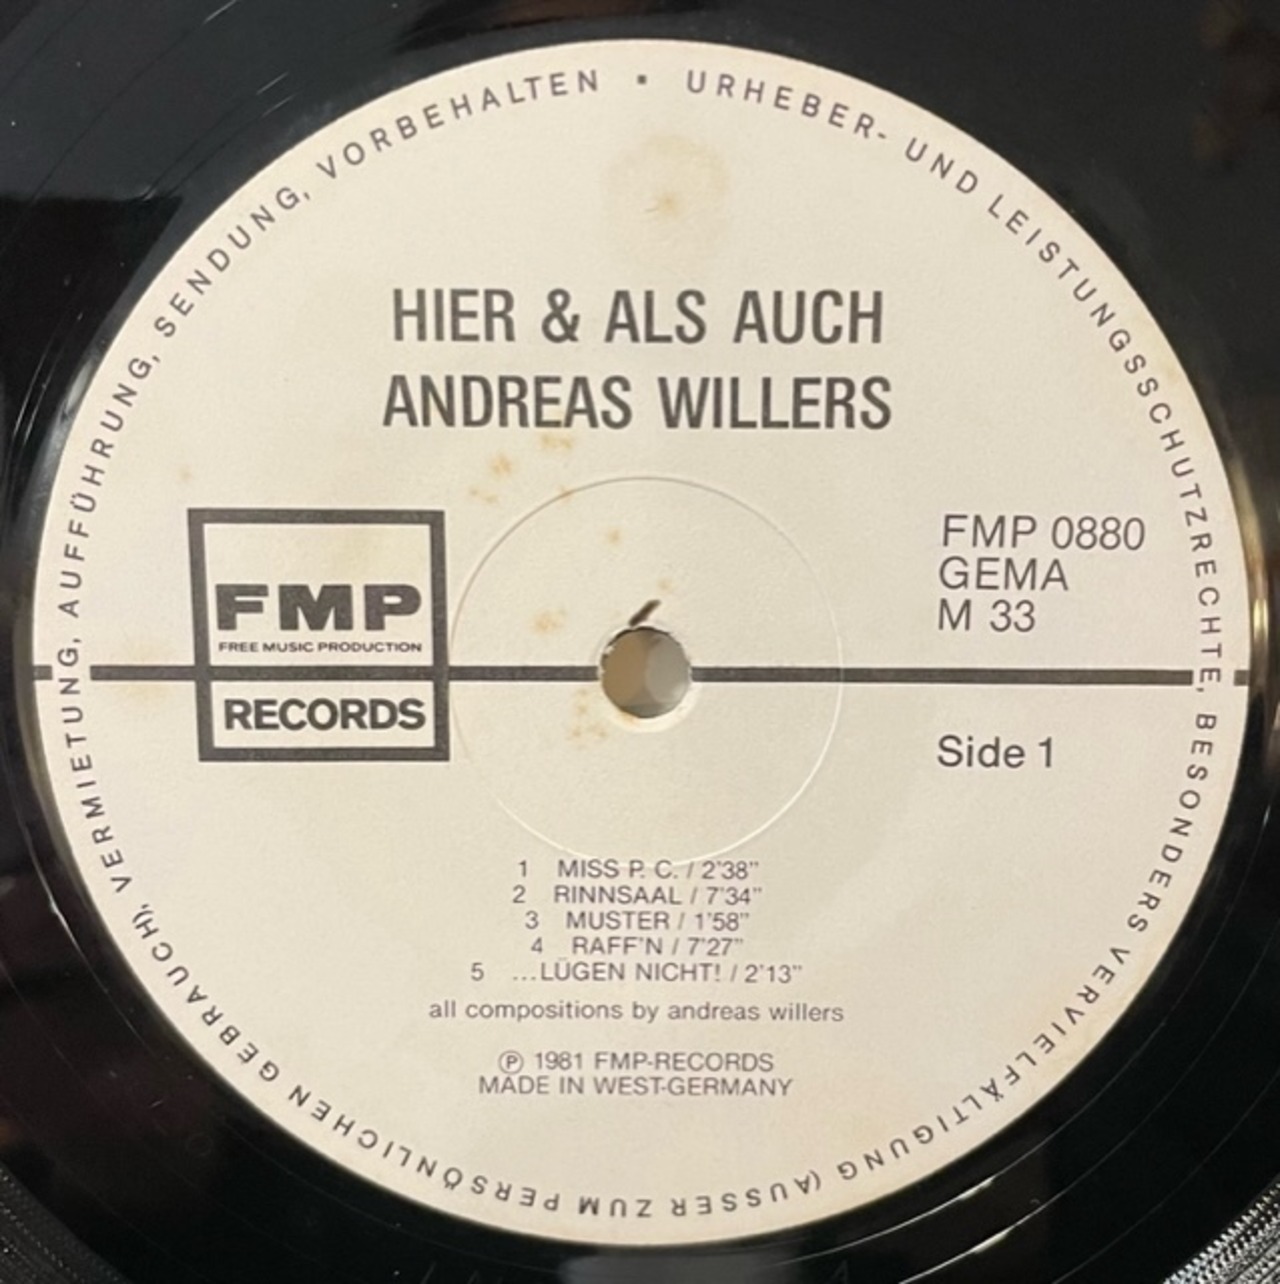 URHEBER- UND LEISTUNGSSCHUTZRECHTE, BESONDERS VERVIELFÄLTIGUNG (AUSSER ZUM PERSÖNLICHEN GEBRAUCH), VERMIETUNG, AUFFÜHRUNG, SENDUNG, VORBEHALTEN ▪
HIER & ALS AUCH
ANDREAS WILLERS
FMP
FREE MUSIC PRODUCTION
RECORDS
FMP 0880
GEMA
M 33
Side 1
1 MISS P. C. / 2'38"
2 RINNSAAL / 7'34"
3 MUSTER / 1'58"
4 RAFF'N / 7'27"
5 ...LÜGEN NICHT! / 2'13"
all compositions by andreas willers
Ⓟ 1981 FMP-RECORDS
MADE IN WEST-GERMANY